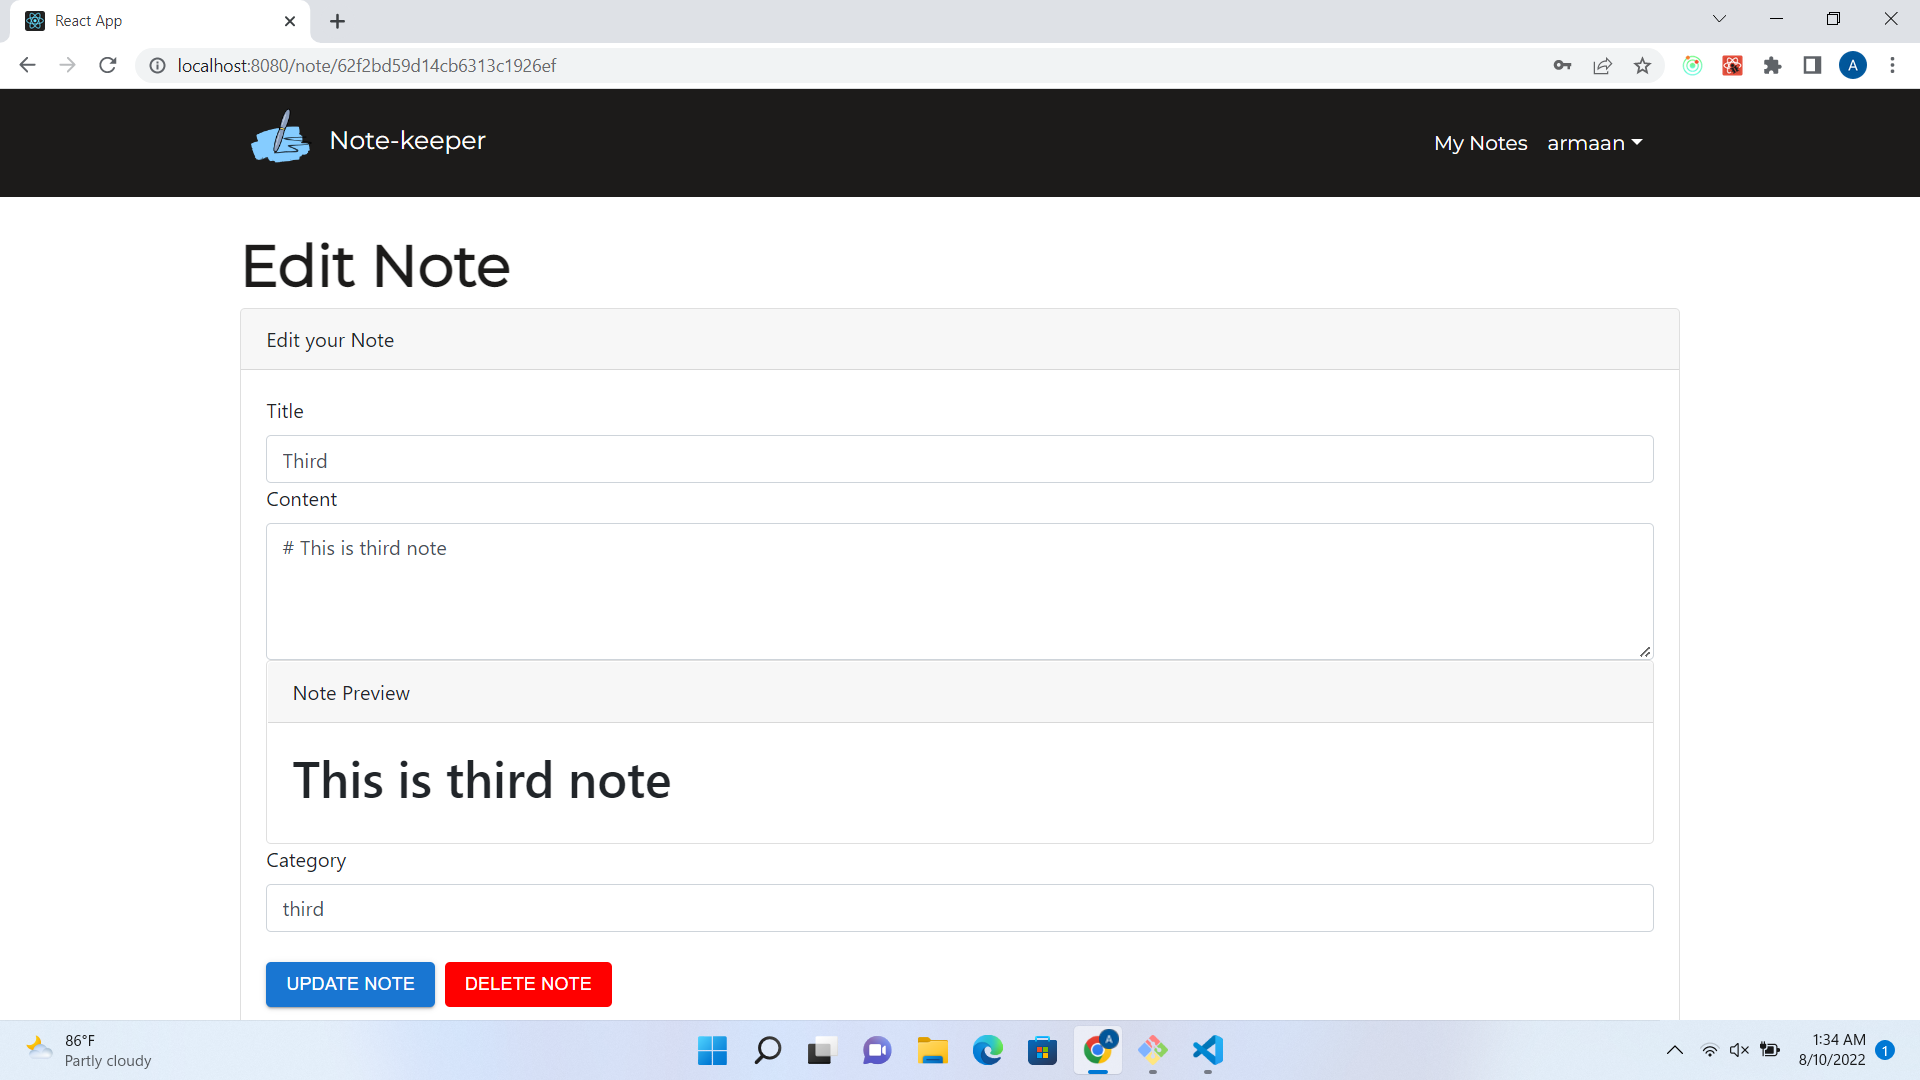 React App
localhost:8080/note/62f2bd59d14cb6313c1926ef
A
Note-keeper
My Notes armaan
Edit Note
Edit your Note
Title
Third
Content
# This is third note
Note Preview
This is third note
Category
third
UPDATE NOTE DELETE NOTE
86°F
Partly cloudy
A
1:34 AM
8/10/2022
1